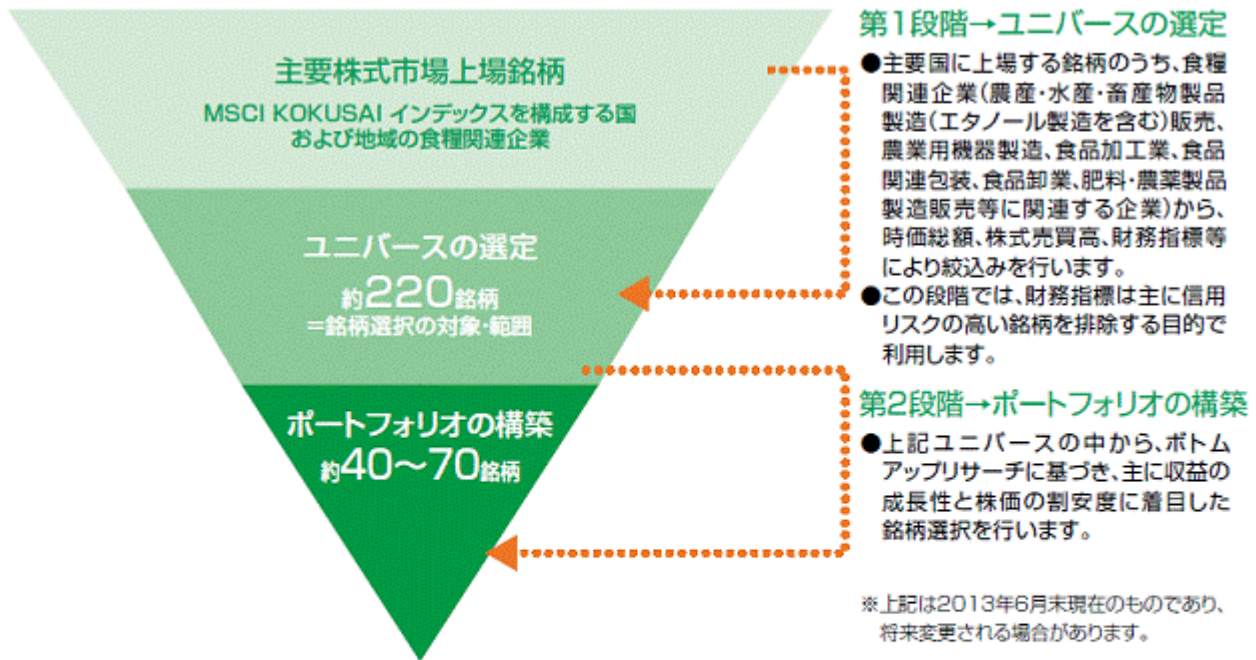 主要株式市場上場銘柄
MSCI KOKUSAI インデックスを構成する国
および地域の食糧関連企業
ユニバースの選定
約220銘柄
=銘柄選択の対象・範囲
ポートフォリオの構築
約40〜70銘柄
第1段階→ユニバースの選定
●主要国に上場する銘柄のうち、食糧
関連企業(農産・水産・畜産物製品
製造(エタノール製造を含む)販売、
農業用機器製造、食品加工業、食品
関連包装、食品卸業、肥料・農薬製品
製造販売等に関連する企業)から、
時価総額、株式売買高、財務指標等
により絞込みを行います。
●この段階では、財務指標は主に信用
リスクの高い銘柄を排除する目的で
利用します。
第2段階→ポートフォリオの構築
●上記ユニバースの中から、ボトム
アップリサーチに基づき、主に収益の
成長性と株価の割安度に着目した
銘柄選択を行います。
※上記は2013年6月末現在のものであり、
将来変更される場合があります。